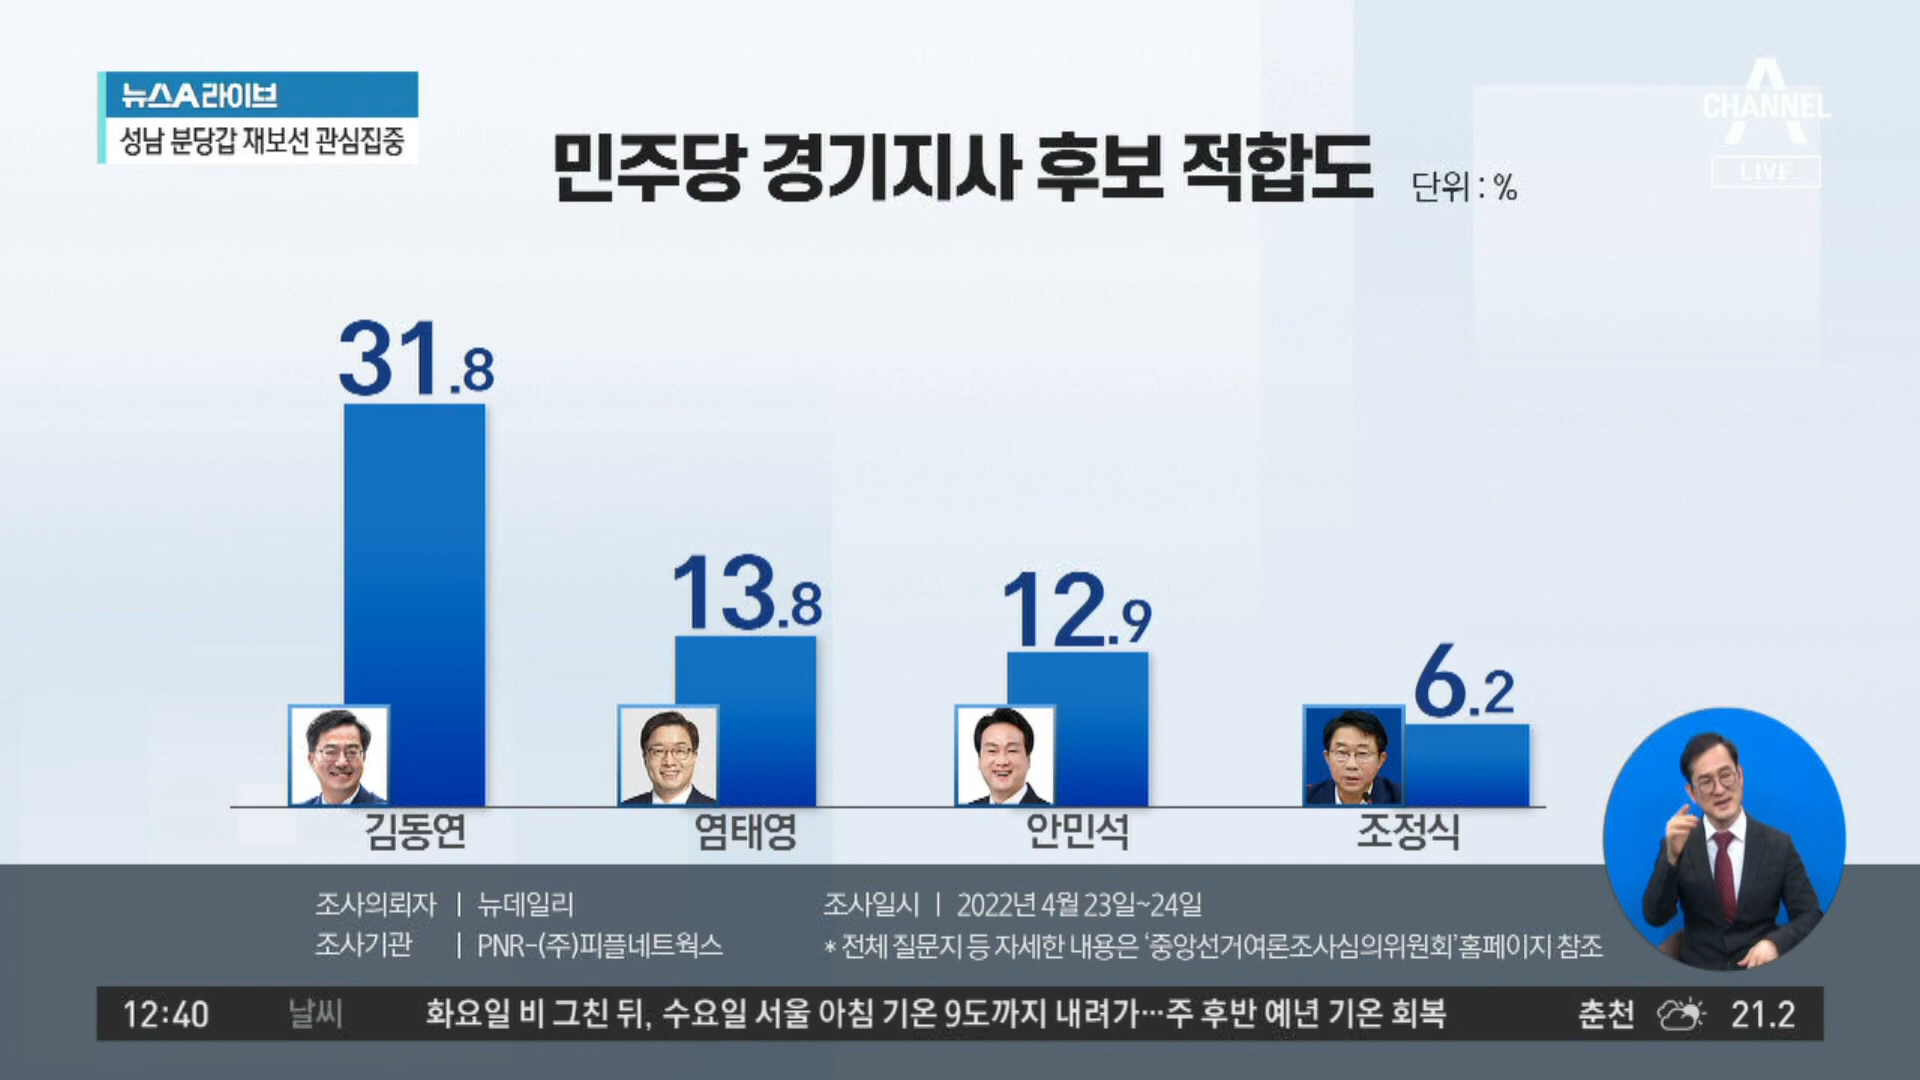 뉴스A라이브
성남 분당갑 재보선 관심집중
CHANNEL A
LIVE
민주당 경기지사 후보 적합도 단위 : %
31.8
13.8
12.9
6.2
김동연 염태영 안민석 조정식
조사의뢰자 | 뉴데일리 조사일시 | 2022년 4월 23일~24일
조사기관 | PNR-(주)피플네트웍스 * 전체 질문지 등 자세한 내용은 ‘중앙선거여론조사심의위원회’ 홈페이지 참조
12:40 날씨 화요일 비 그친 뒤, 수요일 서울 아침 기온 9도까지 내려가…주 후반 예년 기온 회복 춘천 21.2